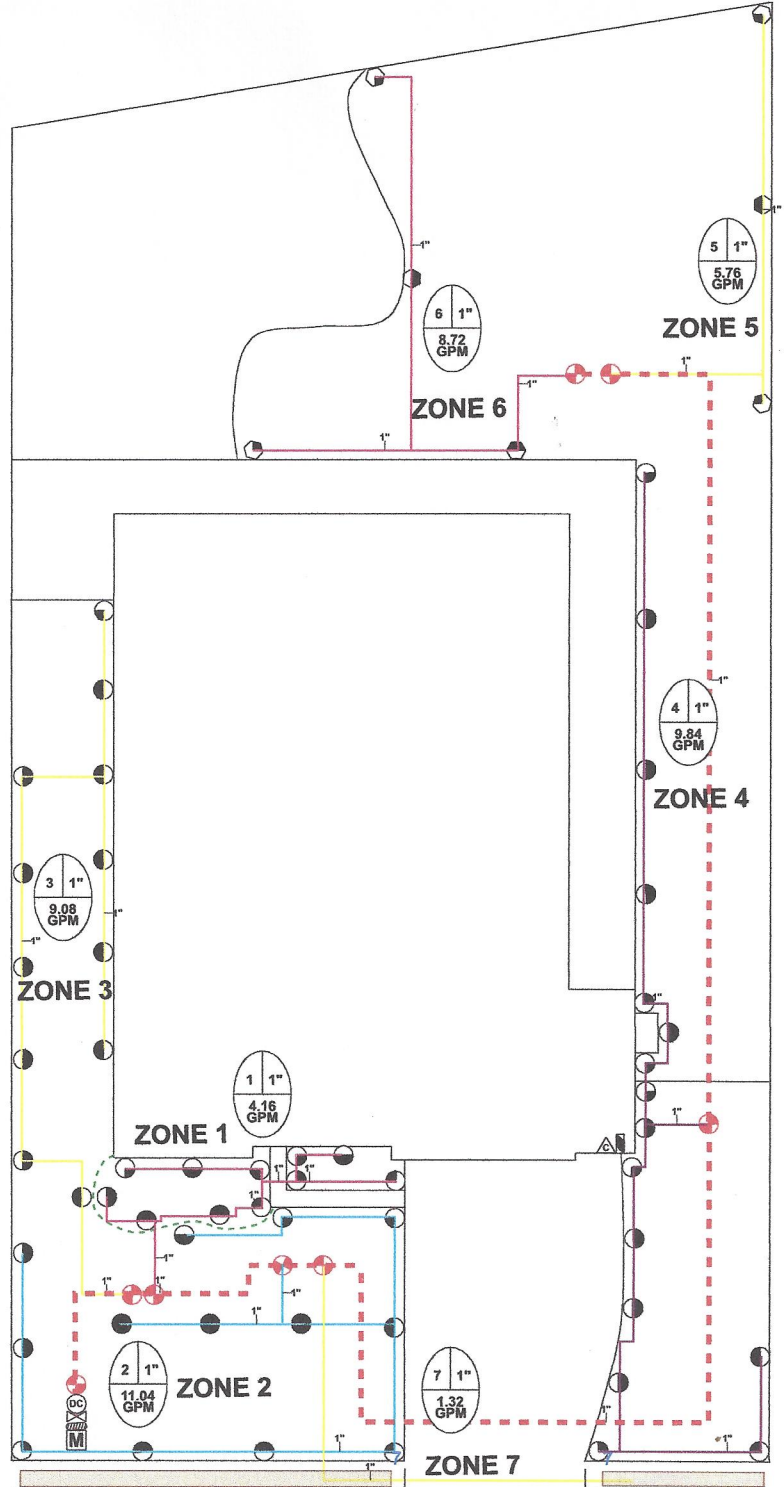 1"
5 1"
5.76
GPM
1"
6 1"
8.72
GPM
ZONE 5
1"
1"
ZONE 6
1"
1"
4 1"
9.84
GPM
ZONE 4
3 1"
9.08
GPM
1"
1"
ZONE 3
1"
1 1"
4.16
GPM
ZONE 1
C
1"
1"
1"
1"
1"
1"
1"
1"
1"
2 1"
11.04
GPM
ZONE 2
7 1"
1.32
GPM
DC
M
1"
1"
1"
7
7
ZONE 7
1"